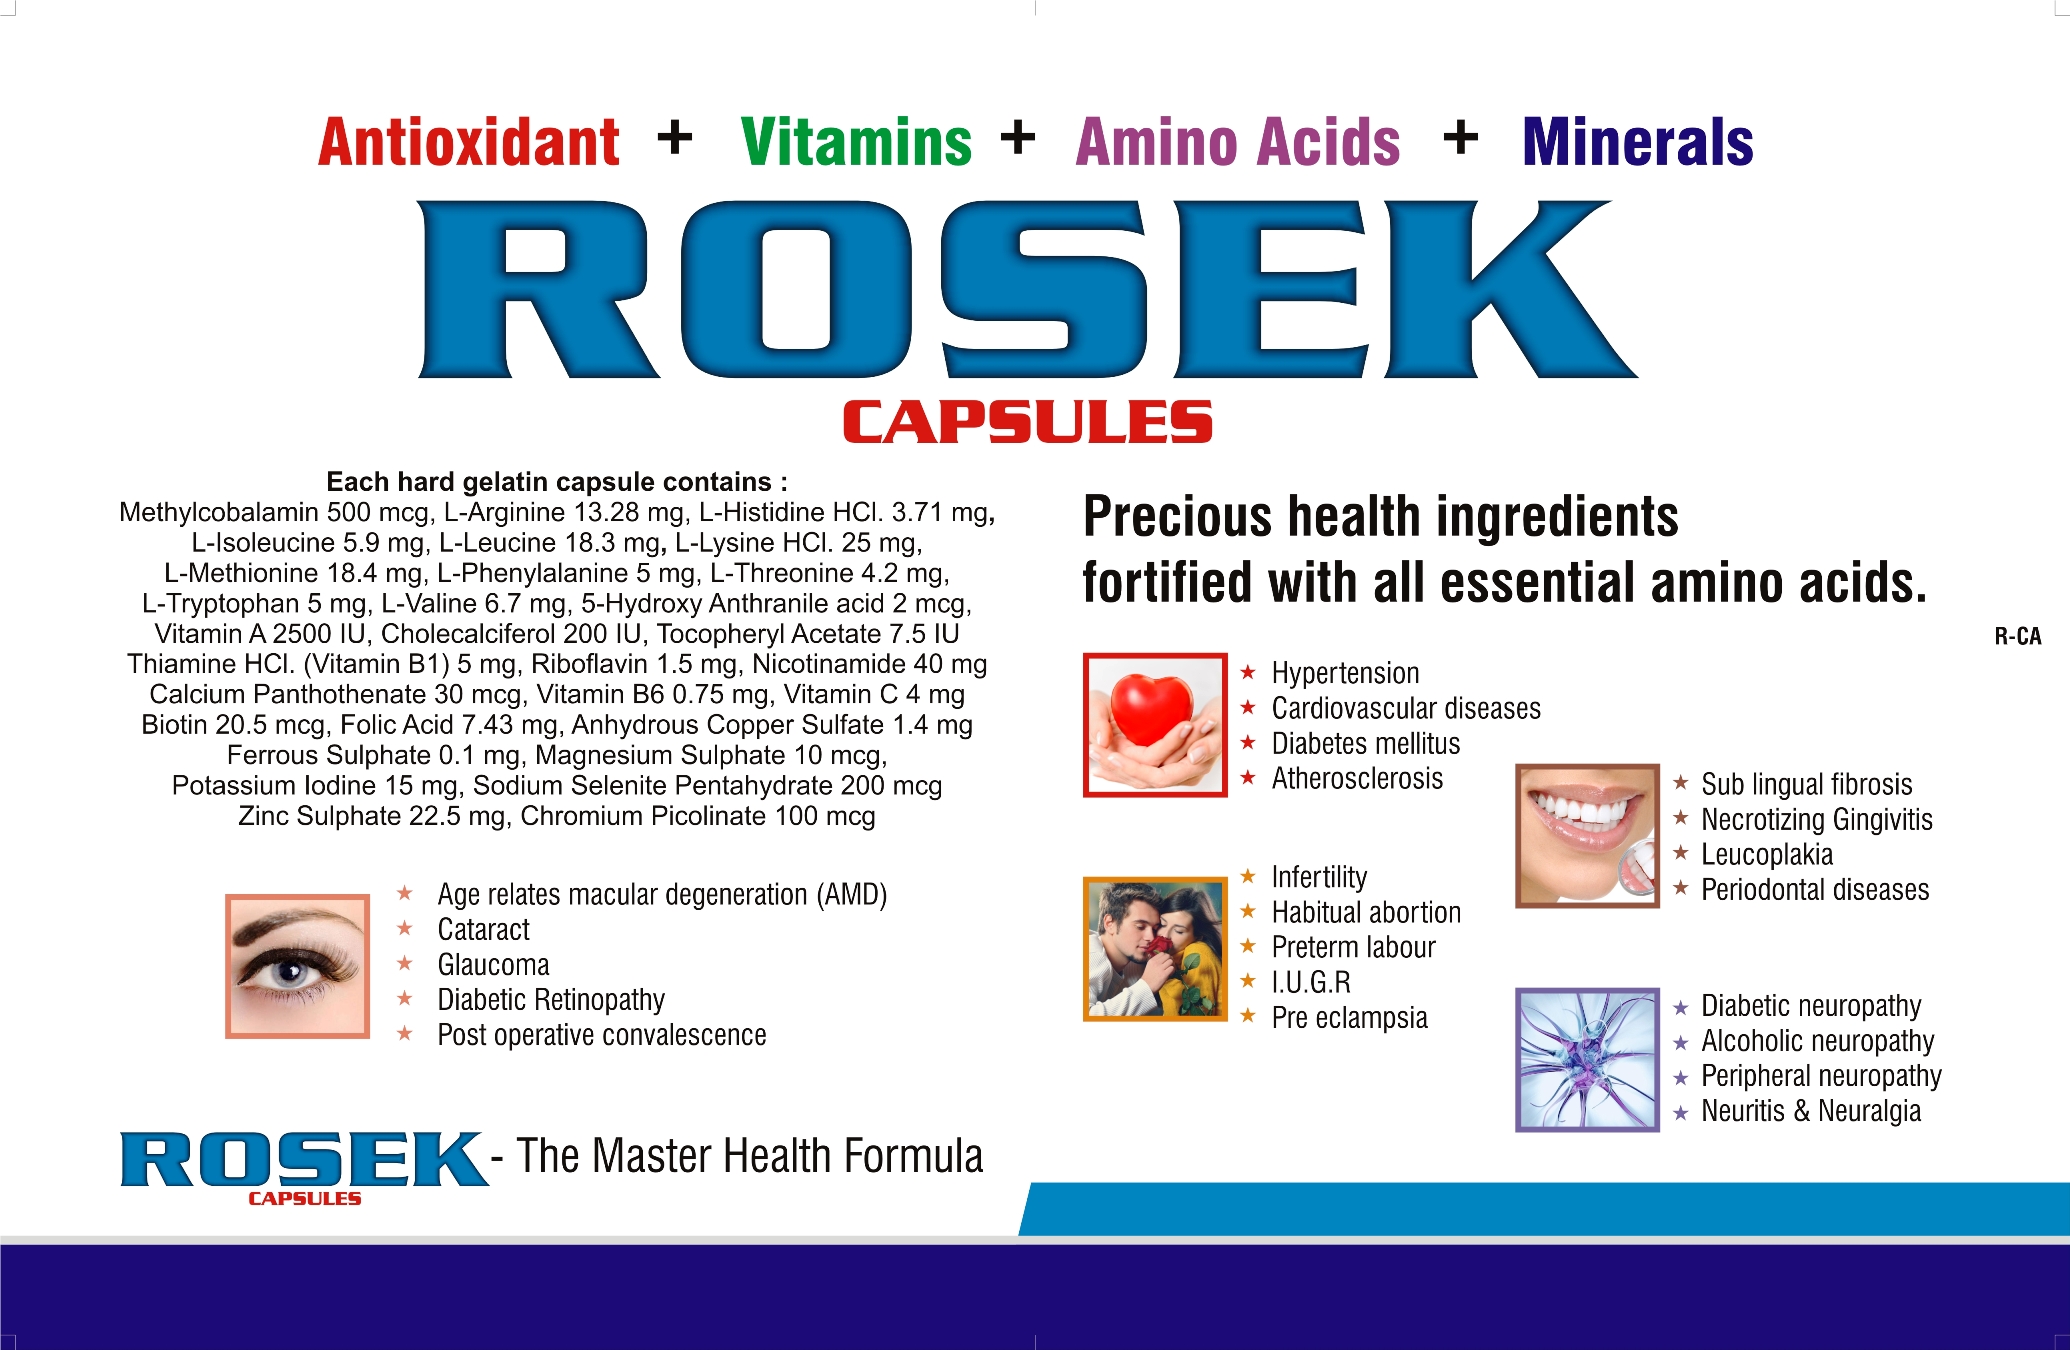 Antioxidant + Vitamins + Amino Acids + Minerals
ROSEK
CAPSULES
Each hard gelatin capsule contains :
Methylcobalamin 500 mcg, L-Arginine 13.28 mg, L-Histidine HCl. 3.71 mg,
L-Isoleucine 5.9 mg, L-Leucine 18.3 mg, L-Lysine HCl. 25 mg,
L-Methionine 18.4 mg, L-Phenylalanine 5 mg, L-Threonine 4.2 mg,
L-Tryptophan 5 mg, L-Valine 6.7 mg, 5-Hydroxy Anthranile acid 2 mcg,
Vitamin A 2500 IU, Cholecalciferol 200 IU, Tocopheryl Acetate 7.5 IU
Thiamine HCl. (Vitamin B1) 5 mg, Riboflavin 1.5 mg, Nicotinamide 40 mg
Calcium Panthothenate 30 mcg, Vitamin B6 0.75 mg, Vitamin C 4 mg
Biotin 20.5 mcg, Folic Acid 7.43 mg, Anhydrous Copper Sulfate 1.4 mg
Ferrous Sulphate 0.1 mg, Magnesium Sulphate 10 mcg,
Potassium Iodine 15 mg, Sodium Selenite Pentahydrate 200 mcg
Zinc Sulphate 22.5 mg, Chromium Picolinate 100 mcg
Age relates macular degeneration (AMD)
Cataract
Glaucoma
Diabetic Retinopathy
Post operative convalescence
ROSEK - The Master Health Formula
CAPSULES
Precious health ingredients
fortified with all essential amino acids.
R-CA
Hypertension
Cardiovascular diseases
Diabetes mellitus
Atherosclerosis
Sub lingual fibrosis
Necrotizing Gingivitis
Leucoplakia
Periodontal diseases
Infertility
Habitual abortion
Preterm labour
I.U.G.R
Pre eclampsia
Diabetic neuropathy
Alcoholic neuropathy
Peripheral neuropathy
Neuritis & Neuralgia